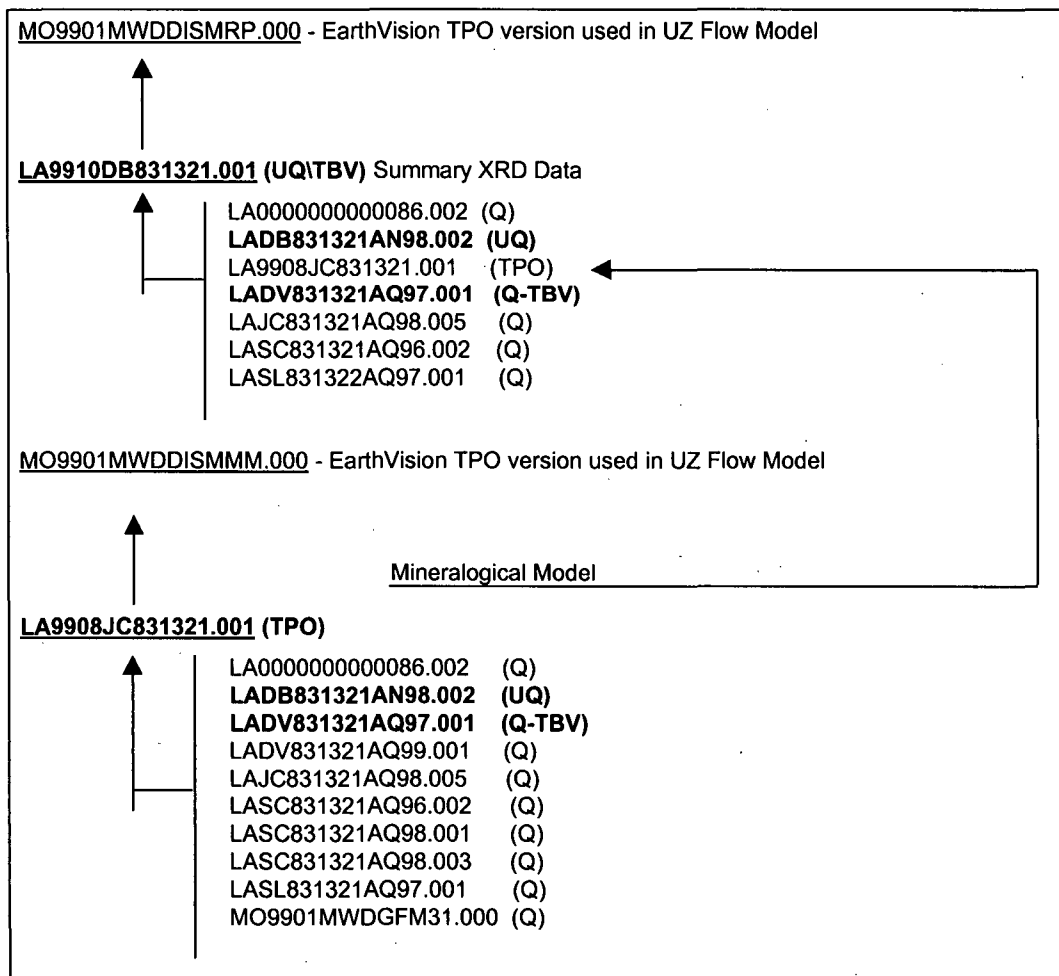 MO9901MWDDISMRP.000 - EarthVision TPO version used in UZ Flow Model
LA9910DB831321.001 (UQ\TBV) Summary XRD Data
LA0000000000086.002 (Q)
LADB831321AN98.002 (UQ)
LA9908JC831321.001 (TPO)
LADV831321AQ97.001 (Q-TBV)
LAJC831321AQ98.005 (Q)
LASC831321AQ96.002 (Q)
LASL831322AQ97.001 (Q)
MO9901MWDDISMMM.000 - EarthVision TPO version used in UZ Flow Model
Mineralogical Model
LA9908JC831321.001 (TPO)
LA0000000000086.002 (Q)
LADB831321AN98.002 (UQ)
LADV831321AQ97.001 (Q-TBV)
LADV831321AQ99.001 (Q)
LAJC831321AQ98.005 (Q)
LASC831321AQ96.002 (Q)
LASC831321AQ98.001 (Q)
LASC831321AQ98.003 (Q)
LASL831321AQ97.001 (Q)
MO9901MWDGFM31.000 (Q)